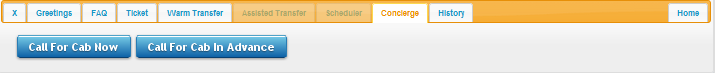 X Greetings FAQ Ticket Warm Transfer Assisted Transfer Scheduler Concierge History Home
Call For Cab Now Call For Cab In Advance